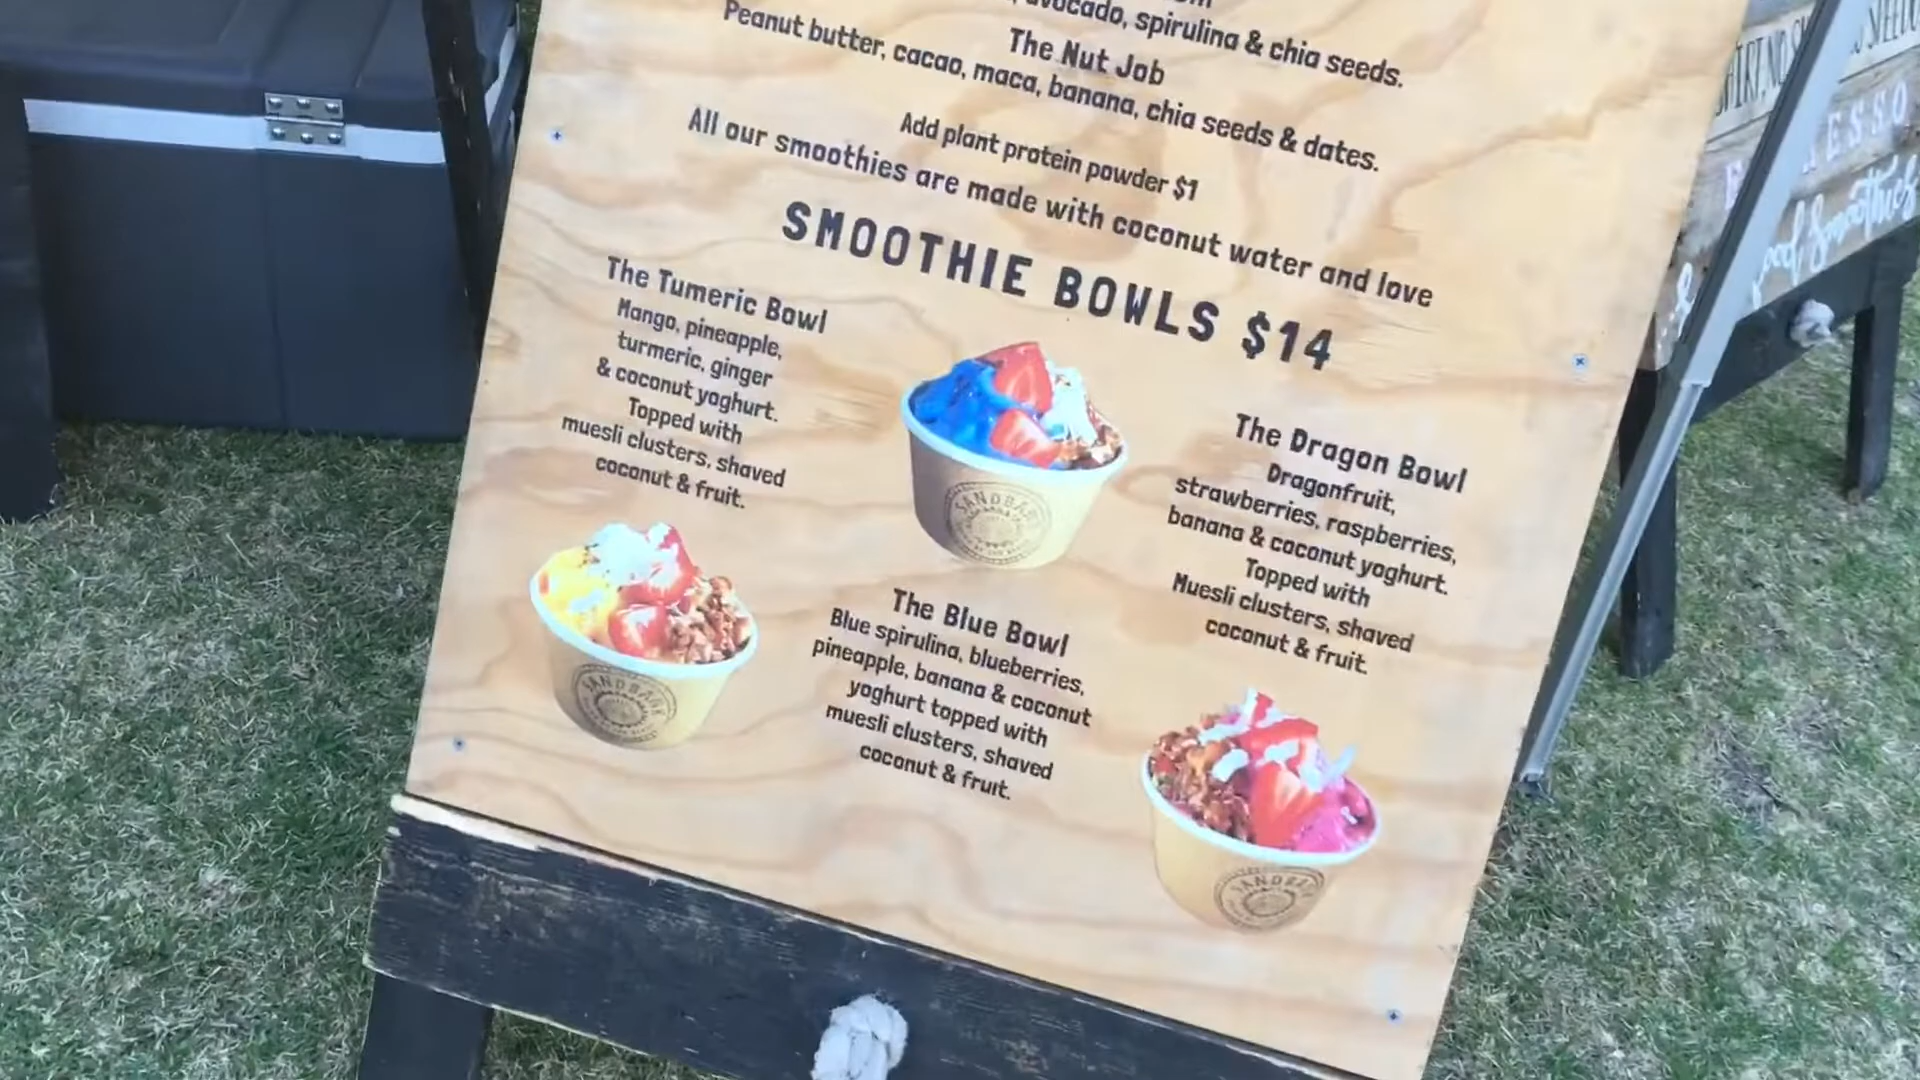 avocado, spirulina & chia seeds.
The Nut Job
Peanut butter, cacao, maca, banana, chia seeds & dates.
Add plant protein powder $1
All our smoothies are made with coconut water and love
SMOOTHIE BOWLS $14
The Tumeric Bowl
Mango, pineapple,
turmeric, ginger
& coconut yoghurt.
Topped with
muesli clusters, shaved
coconut & fruit.
The Dragon Bowl
Dragonfruit,
strawberries, raspberries,
banana & coconut yoghurt.
Topped with
Muesli clusters, shaved
coconut & fruit.
The Blue Bowl
Blue spirulina, blueberries,
pineapple, banana & coconut
yoghurt topped with
muesli clusters, shaved
coconut & fruit.
SANDBAR
SANDBAR
SANDBAR
Smoothies